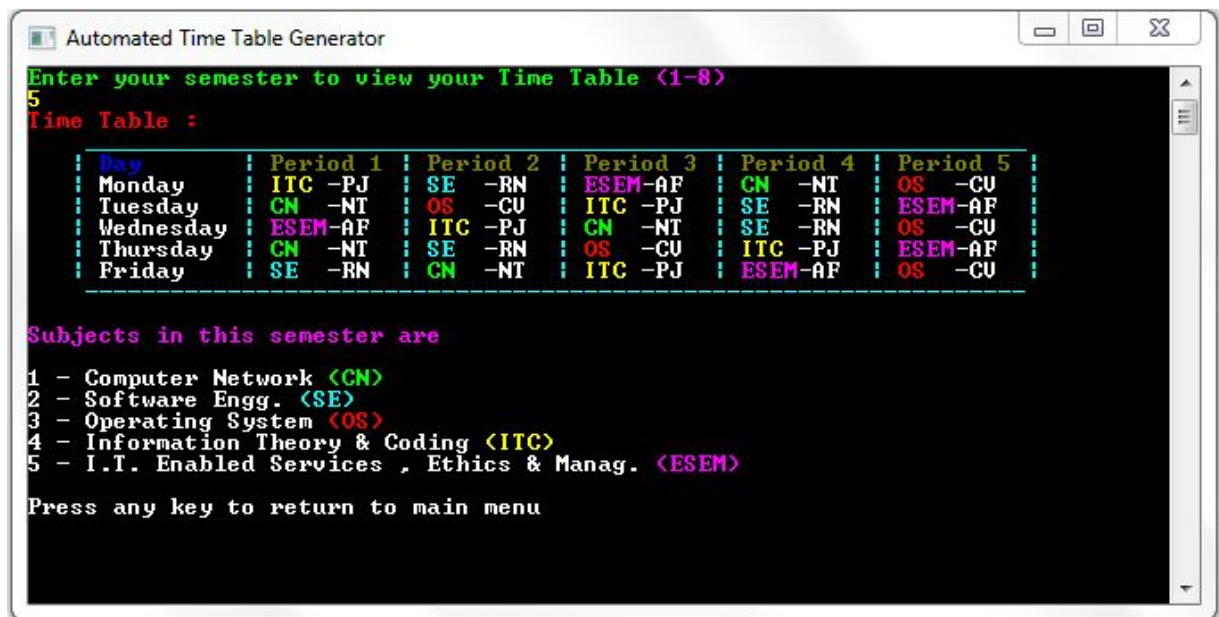 Automated Time Table Generator
Enter your semester to view your Time Table (1-8)
5
Time Table :
Day | Period 1 | Period 2 | Period 3 | Period 4 | Period 5
Monday | ITC -PJ | SE -RN | ESEM-AF | CN -NT | OS -CV
Tuesday | CN -NT | OS -CV | ITC -PJ | SE -RN | ESEM-AF
Wednesday | ESEM-AF | ITC -PJ | CN -NT | SE -RN | OS -CV
Thursday | CN -NT | SE -RN | OS -CV | ITC -PJ | ESEM-AF
Friday | SE -RN | CN -NT | ITC -PJ | ESEM-AF | OS -CV
Subjects in this semester are
1 - Computer Network (CN)
2 - Software Engg. (SE)
3 - Operating System (OS)
4 - Information Theory & Coding (ITC)
5 - I.T. Enabled Services , Ethics & Manag. (ESEM)
Press any key to return to main menu